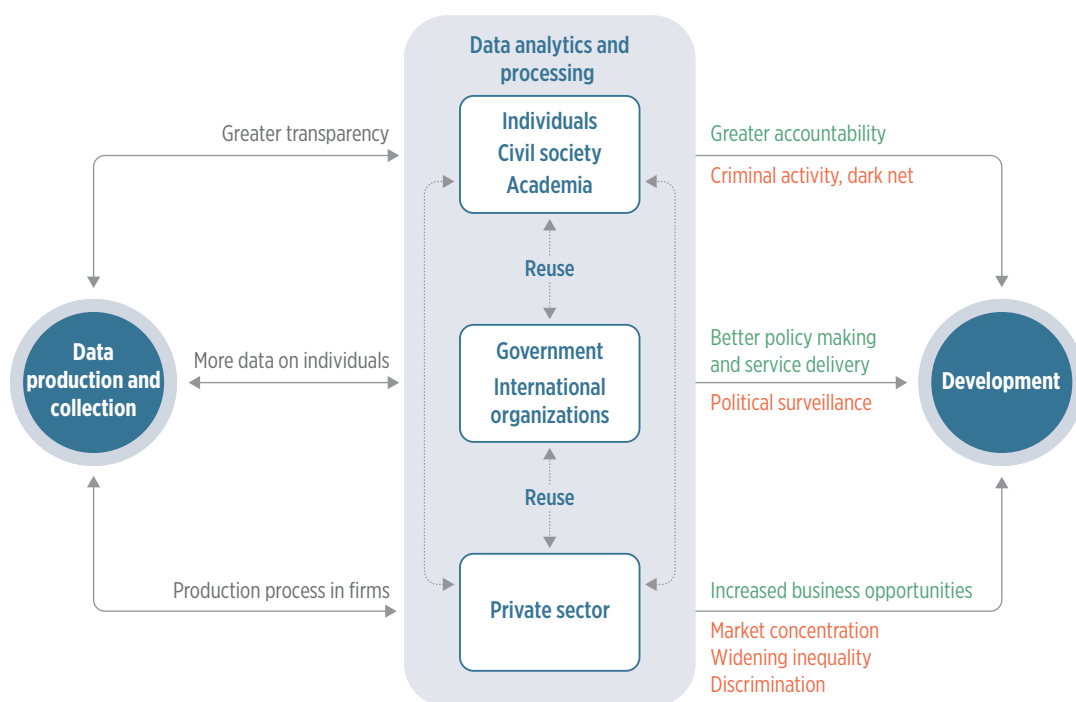 Data analytics and
processing
Individuals
Civil society
Academia
Greater transparency
Greater accountability
Criminal activity, dark net
Reuse
Data
production and
collection
More data on individuals
Government
International
organizations
Better policy making
and service delivery
Political surveillance
Development
Reuse
Production process in firms
Private sector
Increased business opportunities
Market concentration
Widening inequality
Discrimination